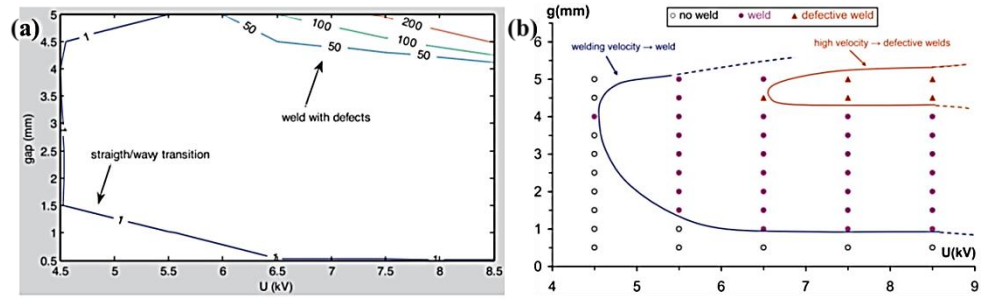 (a)
5
4.5
4
3.5
3
2.5
2
1.5
1
0.5
gap (mm)
1
1
50
100
200
50
100
50
weld with defects
straigth/wavy transition
1
1
1
1
4.5 5 5.5 6 6.5 7 7.5 8 8.5
U (kV)
(b)
g(mm)
no weld weld defective weld
welding velocity → weld
high velocity → defective welds
6
5
4
3
2
1
0
U(kV)
4 5 6 7 8 9